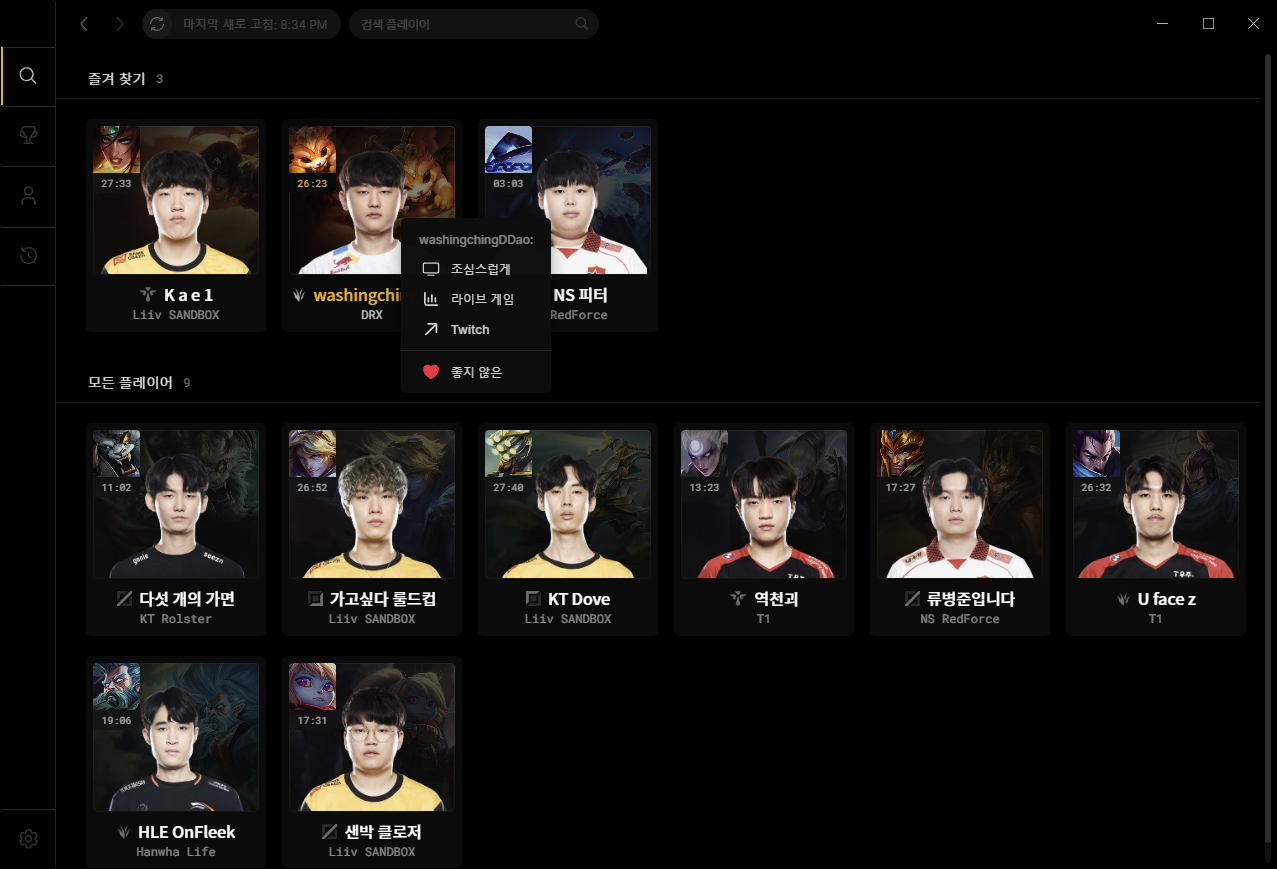 마지막 새로 고침: 8:34 PM
검색 플레이어
즐겨 찾기 3
27:33
26:23
03:03
Kael
washingchi
NS 피터
Liiv SANDBOX
DRX
RedForce
washingchingDDao:
조심스럽게
라이브 게임
Twitch
좋지 않은
모든 플레이어 9
11:02
26:52
27:40
13:23
17:27
26:32
genie
seezn
다섯 개의 가면
가고싶다 룰드컵
KT Dove
역천괴
류병준입니다
U face z
KT Rolster
Liiv SANDBOX
Liiv SANDBOX
T1
NS RedForce
T1
19:06
17:31
HLE OnFleek
샌박 클로저
Hanwha Life
Liiv SANDBOX